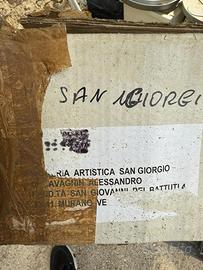 SAN GIORGI
RIA ARTISTICA SAN GIORGIO
AVAGNIN ALESSANDRO
TA SAN GIOVANNI DEI BATTUTI
MURANO VE